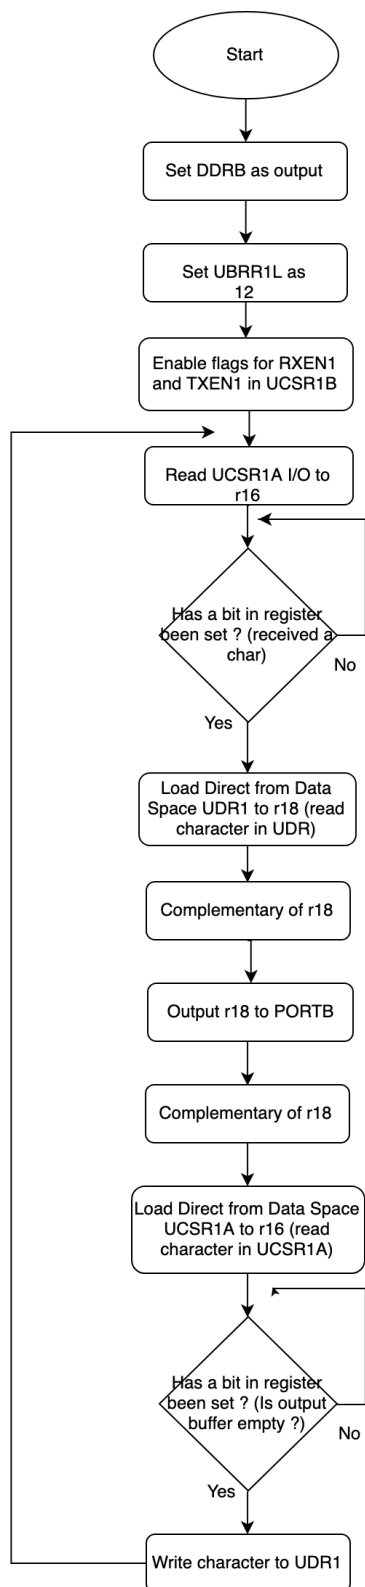 Start
Set DDRB as output
Set UBRR1L as
12
Enable flags for RXEN1
and TXEN1 in UCSR1B
Read UCSR1A I/O to
r16
Has a bit in register
been set ? (received a
char)
No
Yes
Load Direct from Data
Space UDR1 to r18 (read
character in UDR)
Complementary of r18
Output r18 to PORTB
Complementary of r18
Load Direct from Data Space
UCSR1A to r16 (read
character in UCSR1A)
Has a bit in register
been set ? (Is output
buffer empty ?)
No
Yes
Write character to UDR1